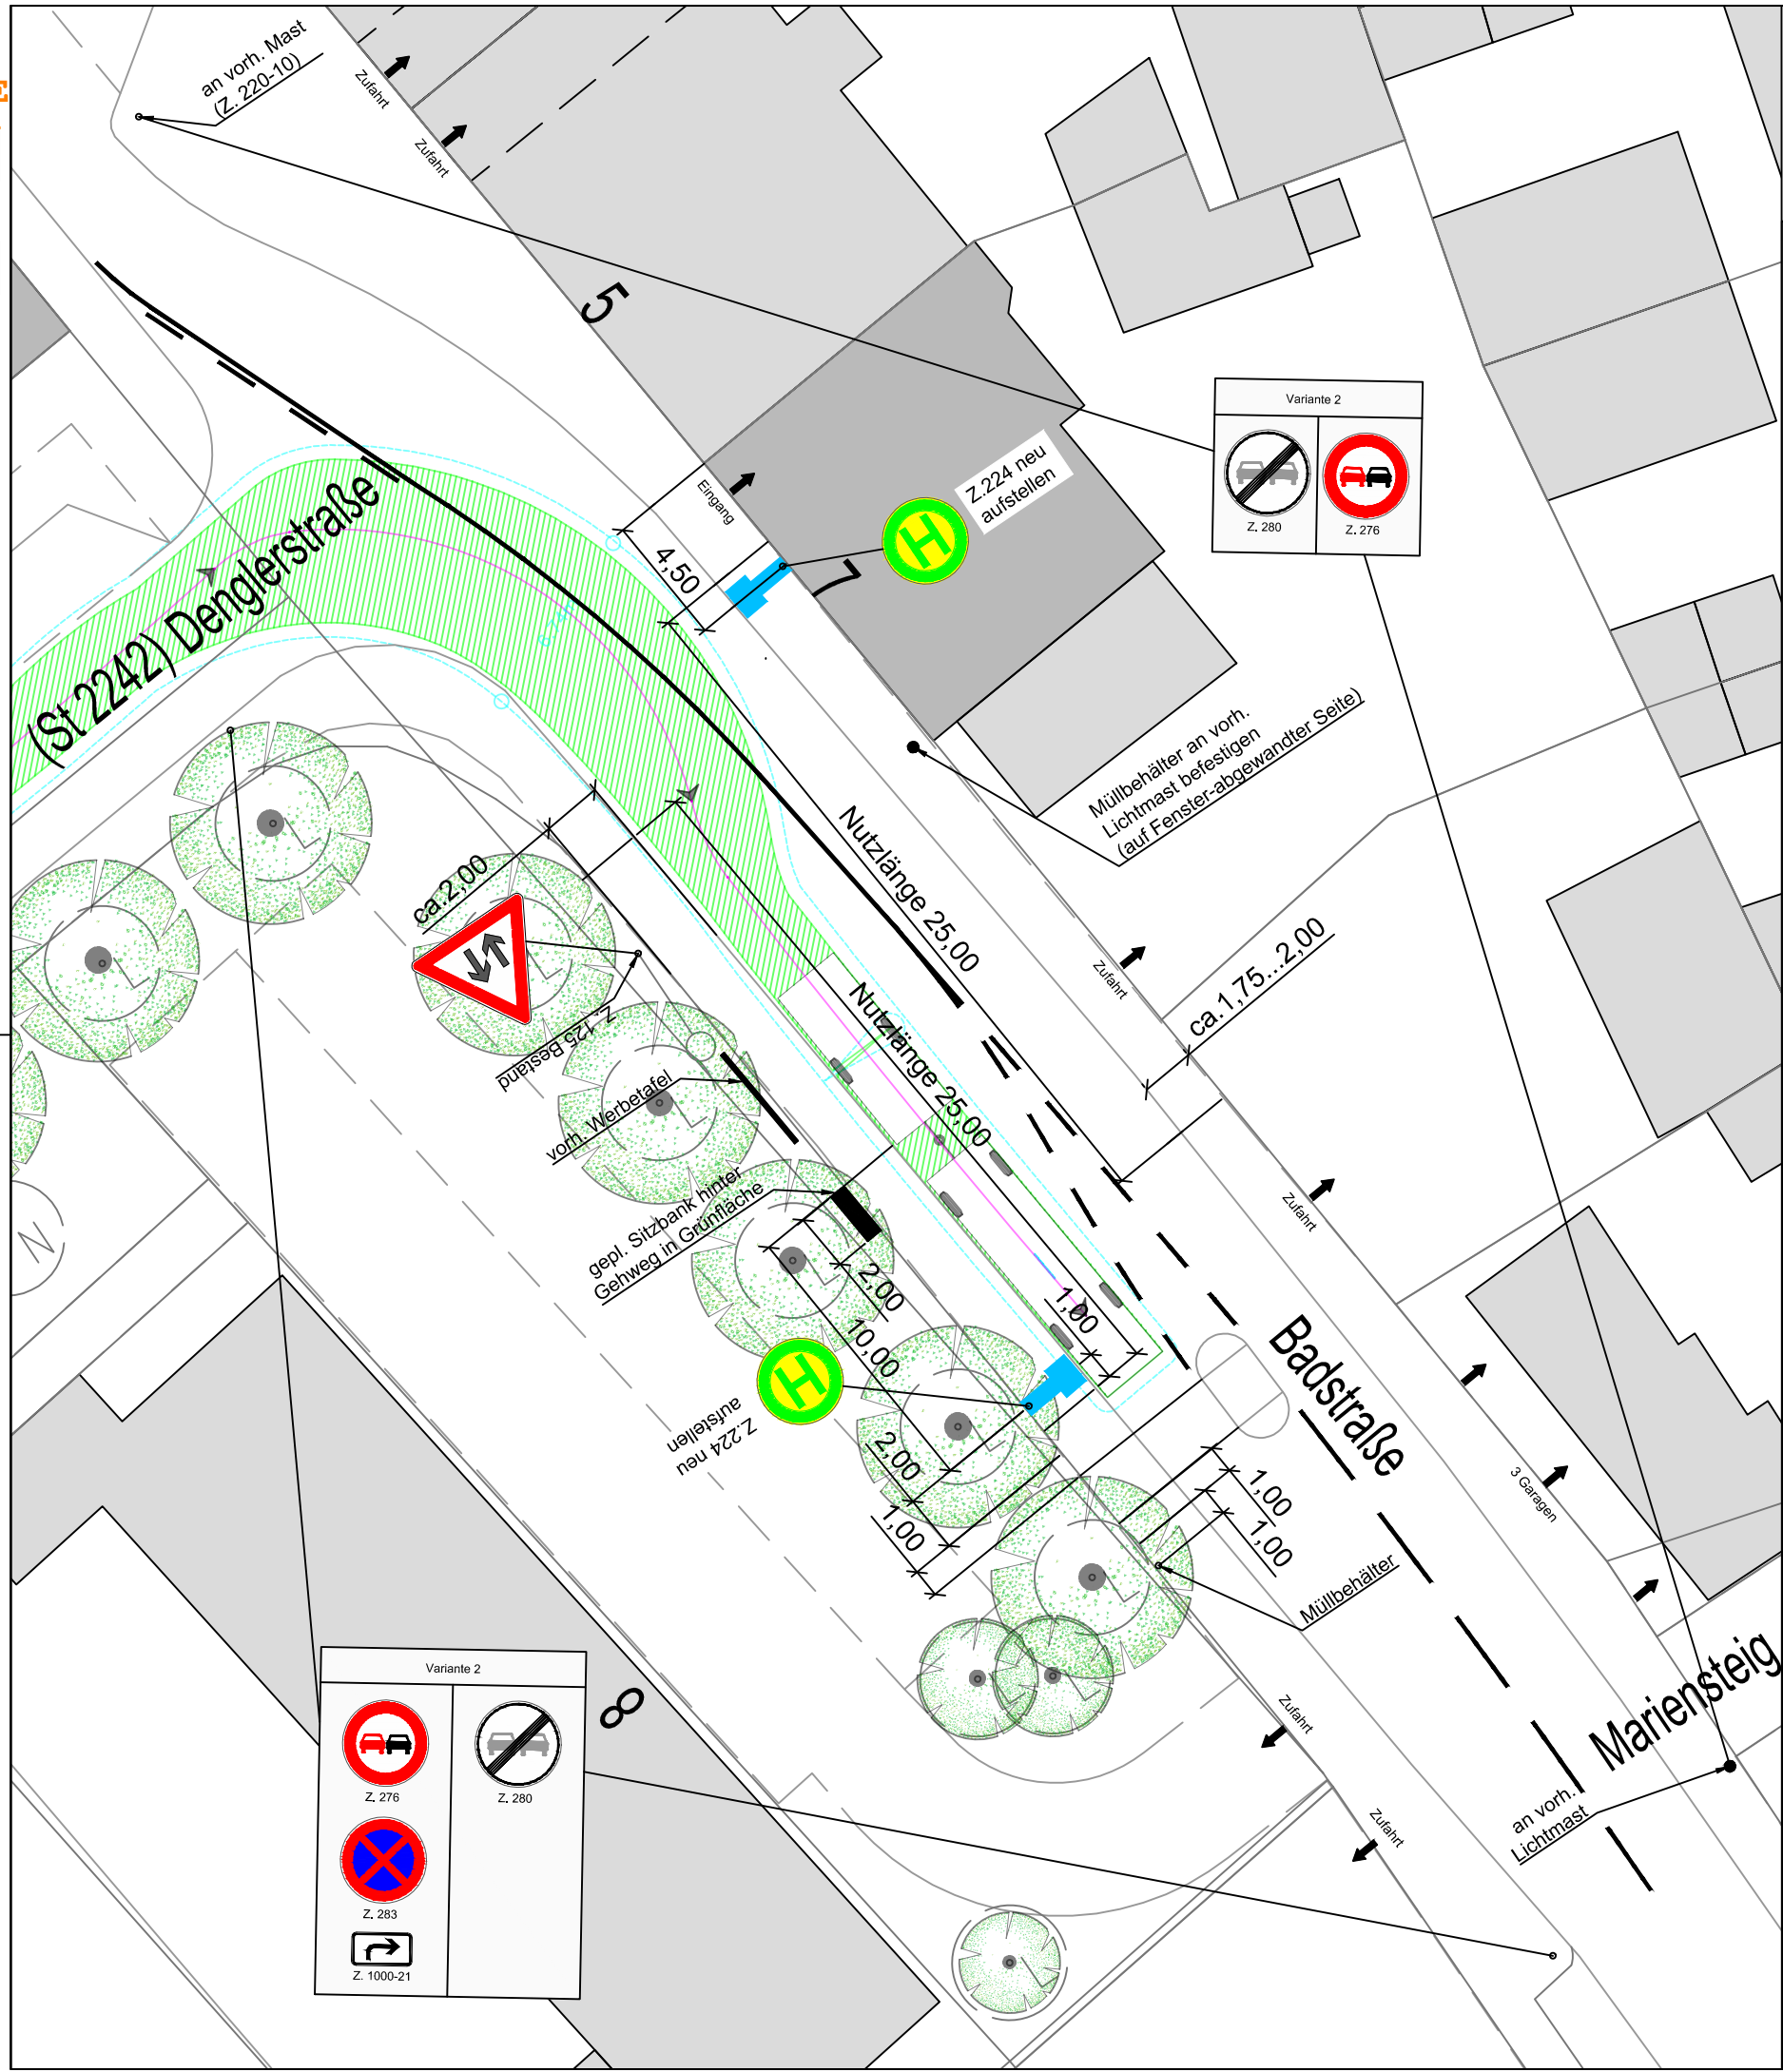 an vorh. Mast
(Z. 220-10)
Zufahrt
Zufahrt
5
Variante 2
Z. 280
Z. 276
Z.224 neu
aufstellen
H
Eingang
4,50
7
(St 2242) Denglerstraße
Müllbehälter an vorh.
Lichtmast befestigen
(auf Fenster-abgewandter Seite)
Nutzlänge 25,00
ca.2,00
Z. 125 Bestand
Zufahrt
ca.1,75...2,00
Nutzlänge 25,00
vorh. Werbetafel
gepl. Sitzbank hinter
Gehweg in Grünfläche
N
Zufahrt
2,00
1,00
10,00
H
Z.224 neu
aufstellen
Badstraße
2,00
1,00
1,00
1,00
3 Garagen
Müllbehälter
Mariensteig
Zufahrt
an vorh.
Lichtmast
Zufahrt
8
Variante 2
Z. 276
Z. 280
Z. 283
Z. 1000-21